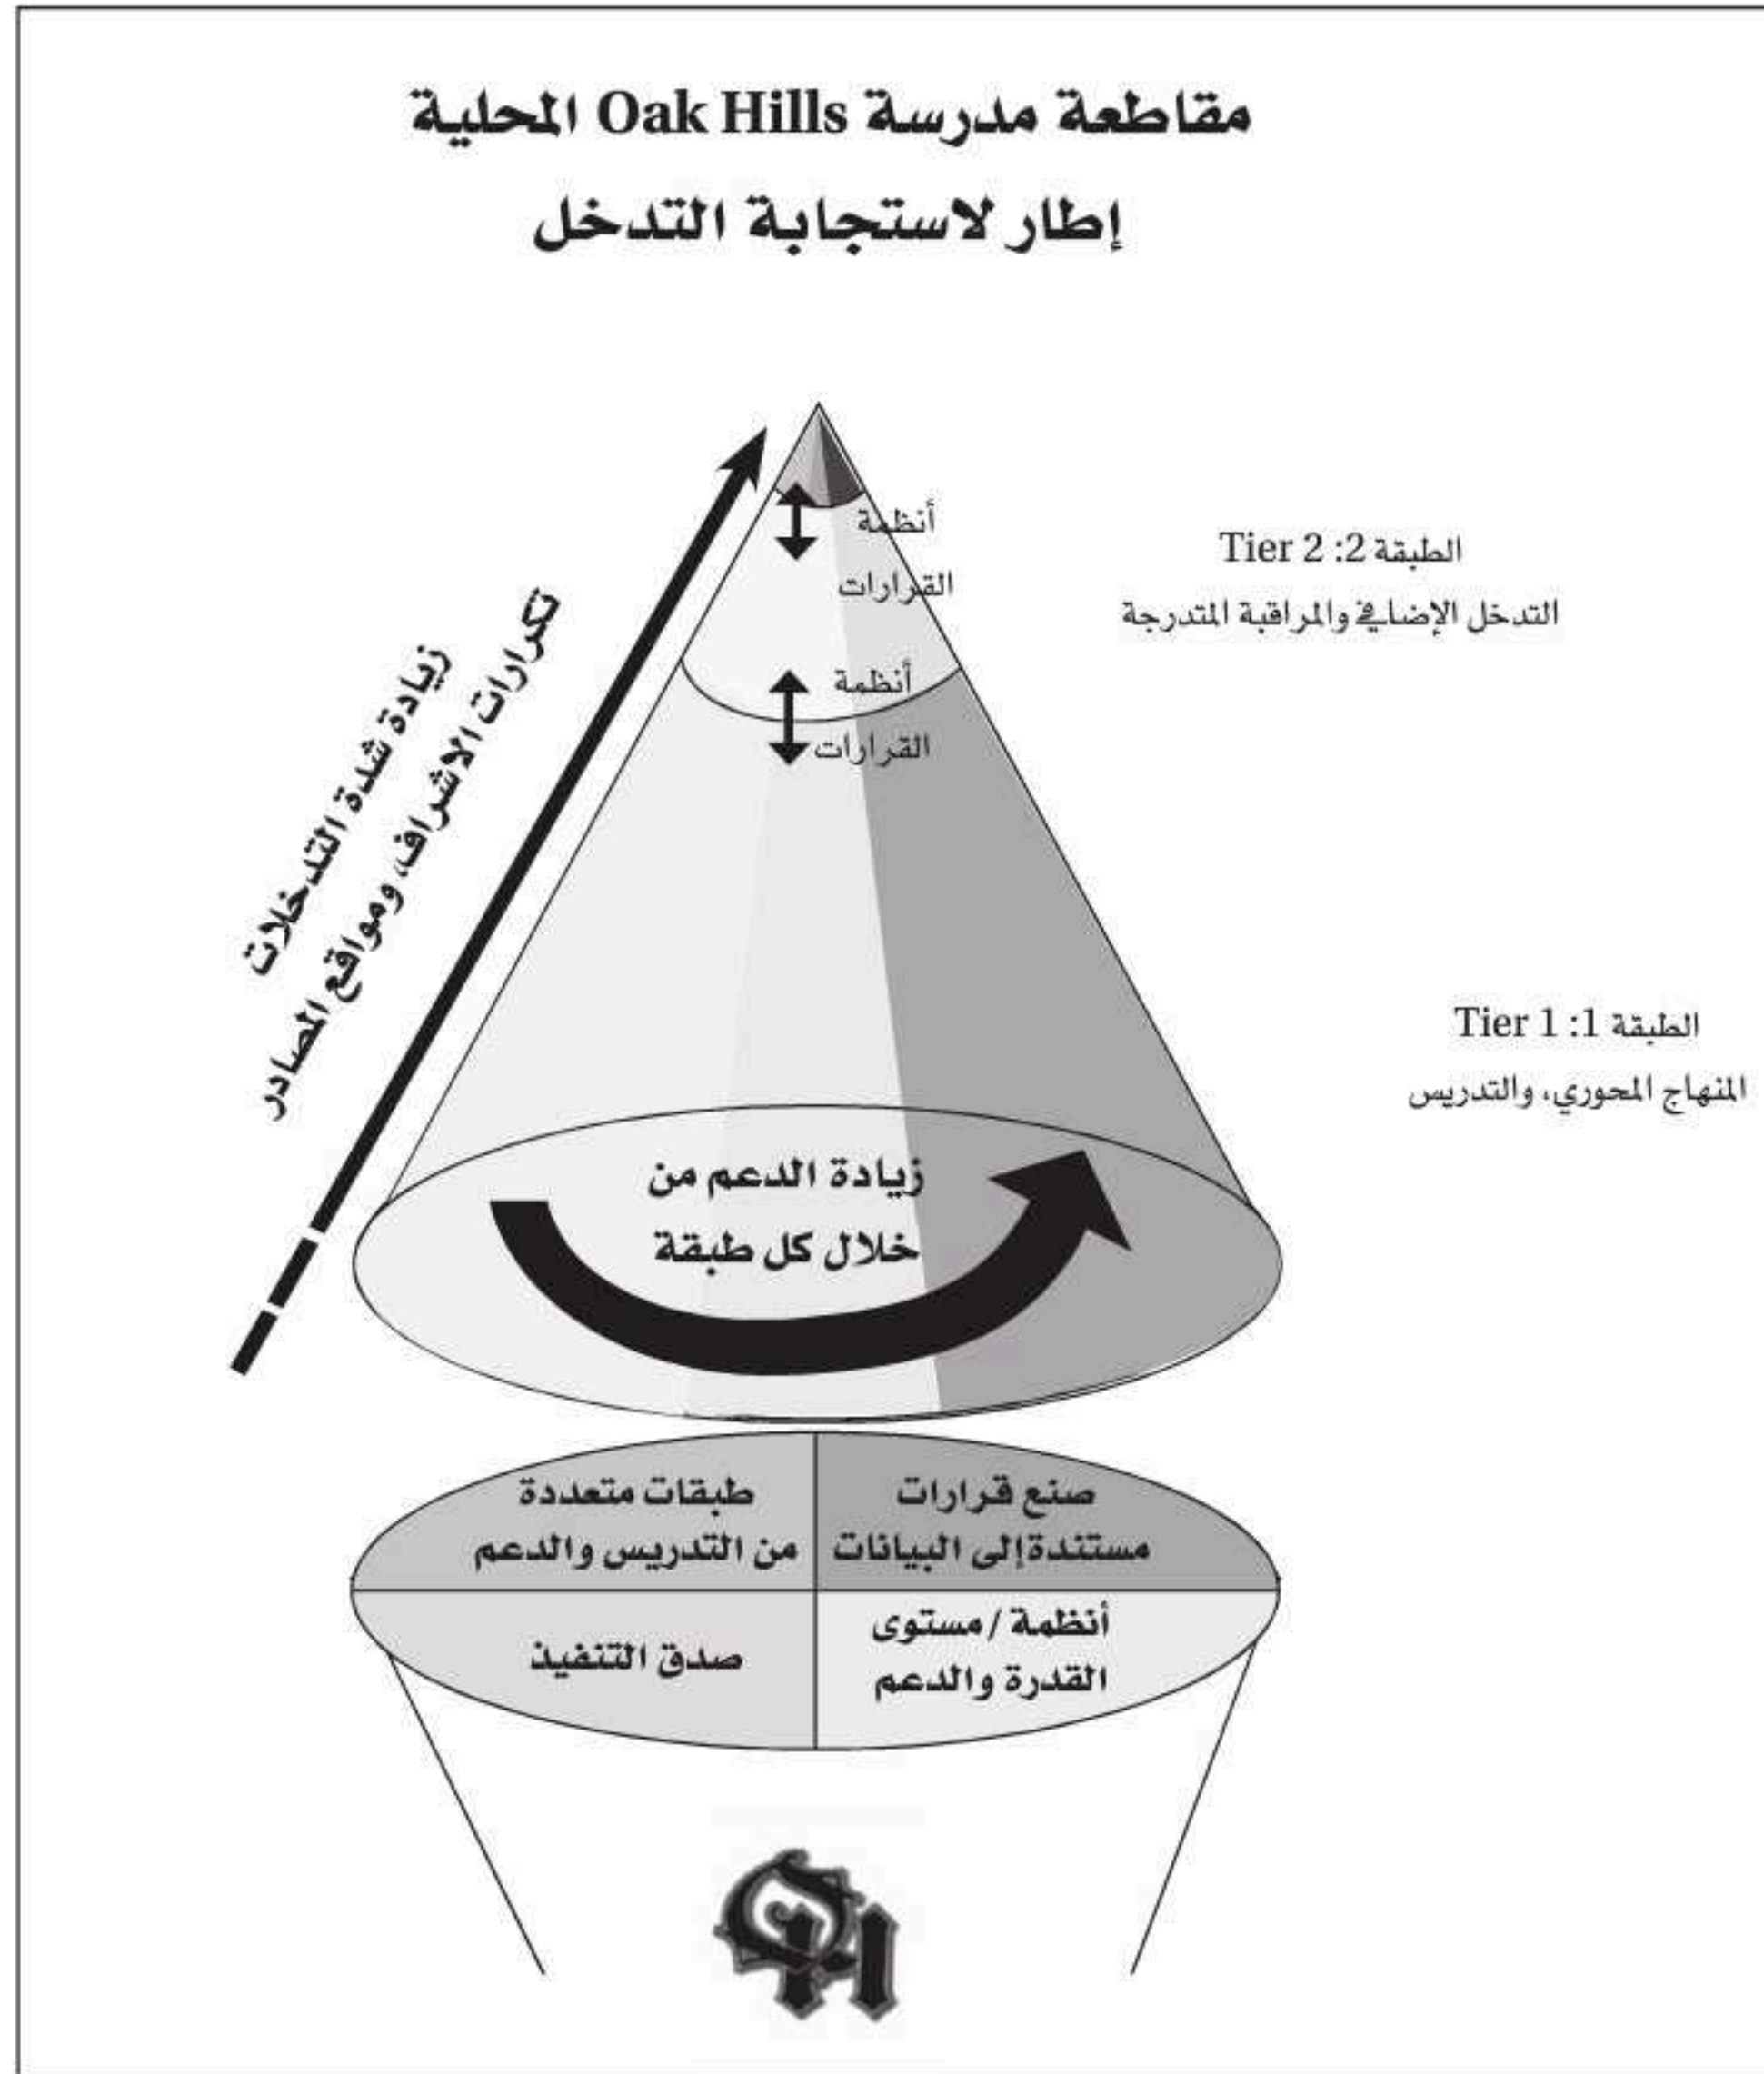 مقاطعة مدرسة Oak Hills المحلية
إطار لاستجابة التدخل
أنظمة
القرارات
الطبقة 2: Tier 2
التدخل الإضافي والمراقبة المتدرجة
أنظمة
القرارات
زيادة شدة التدخلات
تكرارات الاشراف، ومواقع المصادر
الطبقة 1: Tier 1
المنهاج المحوري، والتدريس
زيادة الدعم من
خلال كل طبقة
صنع قرارات
مستندة إلى البيانات
طبقات متعددة
من التدريس والدعم
أنظمة / مستوى
القدرة والدعم
صدق التنفيذ
OH